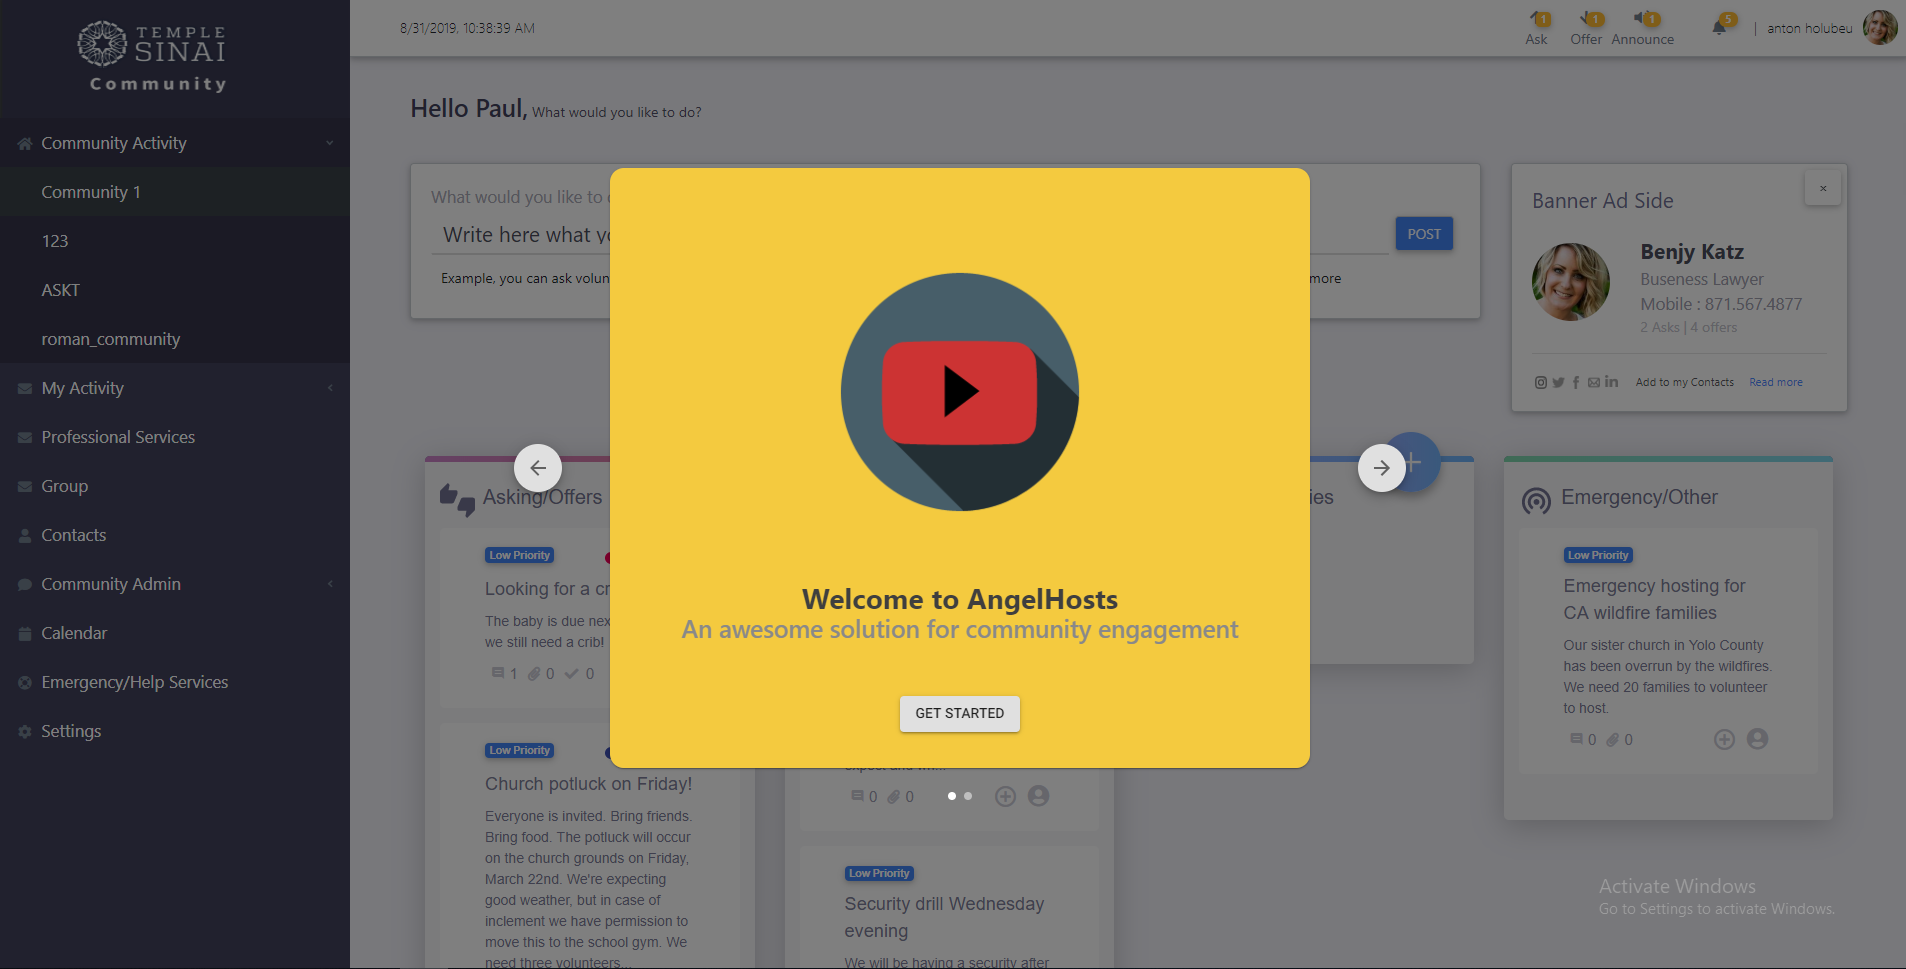 TEMPLE
SINAI
Community
Community Activity
Community 1
123
ASKT
roman_community
My Activity
Professional Services
Group
Contacts
Community Admin
Calendar
Emergency/Help Services
Settings
8/31/2019, 10:38:39 AM
1
Ask
1
Offer
1
Announce
5
| anton holubeu
Hello Paul, What would you like to do?
What would you like to
Write here what
POST
Example, you can ask
more
Banner Ad Side
×
Benjy Katz
Buseness Lawyer
Mobile : 871.567.4877
2 Asks | 4 offers
Add to my Contacts
Read more
Welcome to AngelHosts
An awesome solution for community engagement
GET STARTED
Asking/Offers
Low Priority
Looking for a
The baby is due
we still need a crib!
1 0 0
Low Priority
Church potluck on Friday!
Everyone is invited. Bring friends.
Bring food. The potluck will occur
on the church grounds on Friday,
March 22nd. We're expecting
good weather, but in case of
inclement we have permission to
move this to the school gym. We
need three volunteers...
0 0
Low Priority
Security drill Wednesday
evening
We will be having a security after
Emergency/Other
Low Priority
Emergency hosting for
CA wildfire families
Our sister church in Yolo County
has been overrun by the wildfires.
We need 20 families to volunteer
to host.
0 0
Activate Windows
Go to Settings to activate Windows.